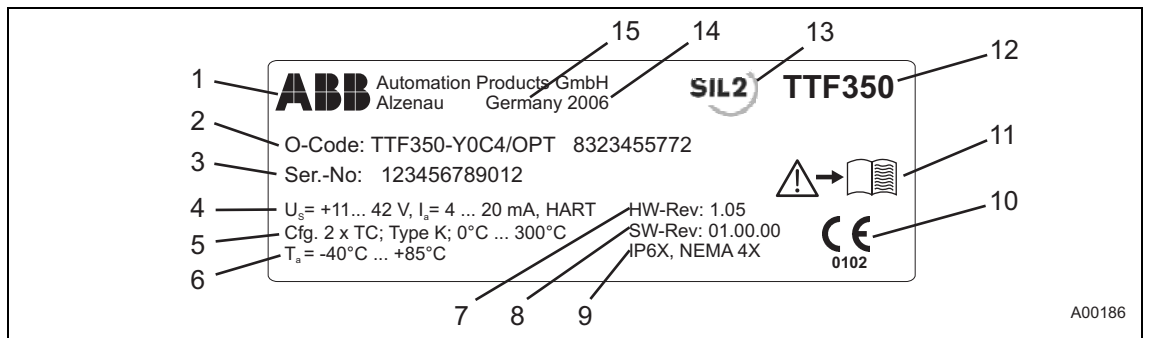 15 14
13
12
1 ABB Automation Products GmbH SIL2 TTF350
Alzenau Germany 2006
2 O-Code: TTF350-Y0C4/OPT 8323455772
11
3 Ser.-No: 123456789012
4 Us= +11... 42 V, Ia= 4 ... 20 mA, HART HW-Rev: 1.05
10
5 Cfg. 2 x TC; Type K; 0°C ... 300°C SW-Rev: 01.00.00 CE
6 Ta= -40°C ... +85°C IP6X, NEMA 4X 0102
7 8 9
A00186